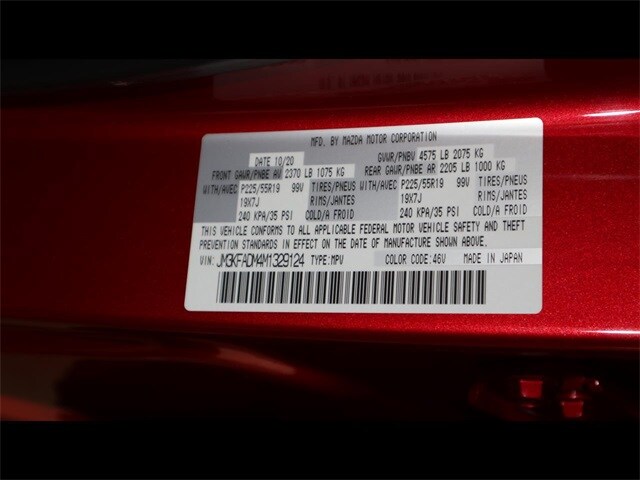 MFD. BY MAZDA MOTOR CORPORATION
DATE 10/20 GVWR/PNBV 4575 LB 2075 KG
FRONT GAWR/PNBE AV 2370 LB 1075 KG REAR GAWR/PNBE AR 2205 LB 1000 KG
WITH/AVEC P225/55R19 99V TIRES/PNEUS WITH/AVEC P225/55R19 99V TIRES/PNEUS
19X7J RIMS/JANTES 19X7J RIMS/JANTES
240 KPA/35 PSI COLD/A FROID 240 KPA/35 PSI COLD/A FROID
THIS VEHICLE CONFORMS TO ALL APPLICABLE FEDERAL MOTOR VEHICLE SAFETY AND THEFT
PREVENTION STANDARDS IN EFFECT ON THE DATE OF MANUFACTURE SHOWN ABOVE.
VIN: JM3KFADM4M1329124 TYPE:MPV COLOR CODE:46V MADE IN JAPAN